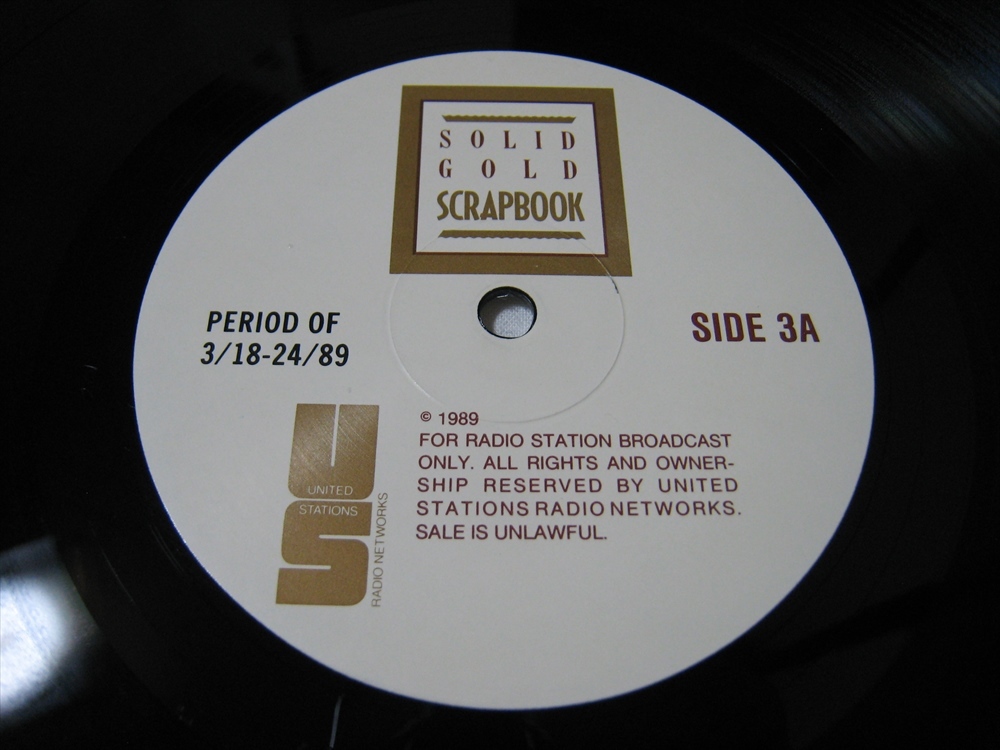 SOLID
GOLD
SCRAPBOOK
PERIOD OF
3/18-24/89
SIDE 3A
US
UNITED
STATIONS
RADIO NETWORKS
© 1989
FOR RADIO STATION BROADCAST
ONLY. ALL RIGHTS AND OWNER-
SHIP RESERVED BY UNITED
STATIONS RADIO NETWORKS.
SALE IS UNLAWFUL.